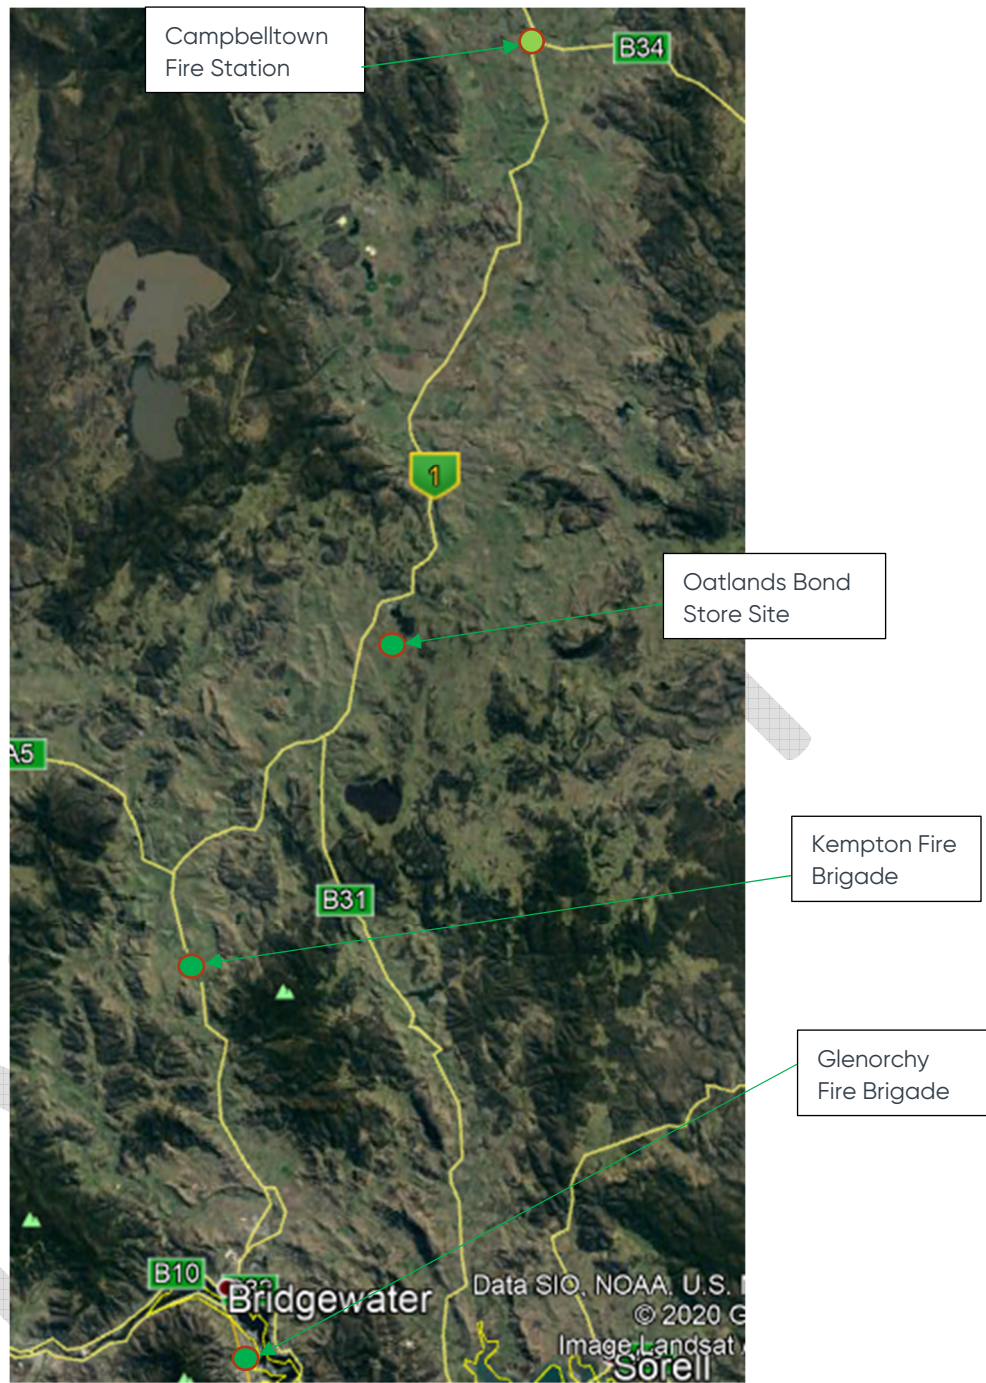 Campbelltown
Fire Station
B34
1
Oatlands Bond
Store Site
A5
Kempton Fire
Brigade
B31
Glenorchy
Fire Brigade
B10
Bridgewater
Data SIO, NOAA, U.S.
© 2020 G
Image Landsat
Sorell